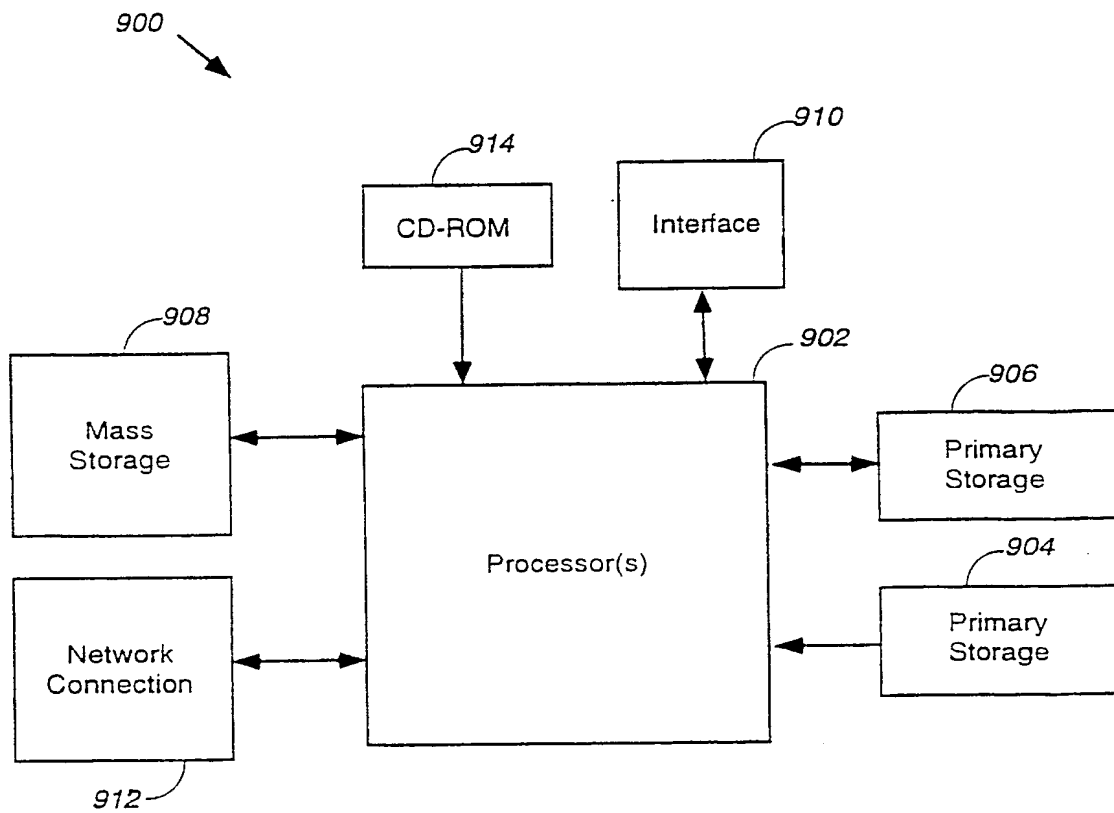 900
914
910
CD-ROM
Interface
908
902
906
Mass
Storage
Primary
Storage
904
Processor(s)
Primary
Storage
Network
Connection
912